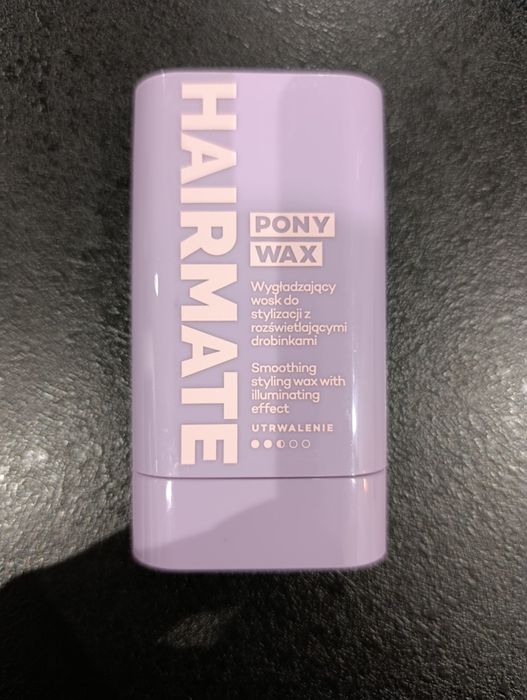 HAIRMATE
PONY
WAX
Wygładzający
wosk do
stylizacji z
rozświetlającymi
drobinkami
Smoothing
styling wax with
illuminating
effect
UTRWALENIE